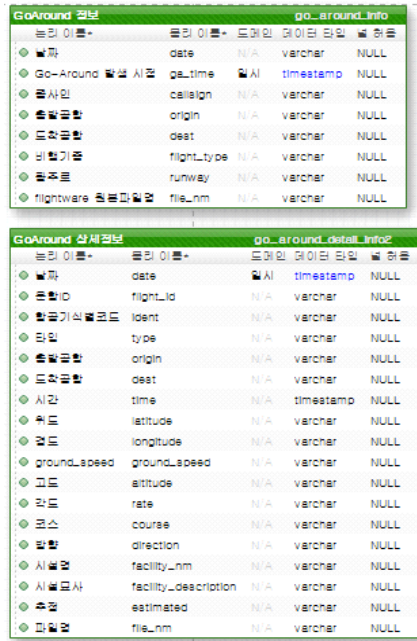 GoAround 정보 go_around_info
논리 이름* 물리 이름* 도메인 데이터 타입 널 허용
날짜 date N/A varchar NULL
Go-Around 발생 시점 ga_time 일시 timestamp NULL
콜사인 callsign N/A varchar NULL
출발공항 origin N/A varchar NULL
도착공항 dest N/A varchar NULL
비행기종 flight_type N/A varchar NULL
활주로 runway N/A varchar NULL
flightware 원본파일명 file_nm N/A varchar NULL
GoAround 상세정보 go_around_detail_info2
논리 이름* 물리 이름* 도메인 데이터 타입 널 허용
날짜 date 일시 timestamp NULL
운항ID flight_id N/A varchar NULL
항공기식별코드 ident N/A varchar NULL
타입 type N/A varchar NULL
출발공항 origin N/A varchar NULL
도착공항 dest N/A varchar NULL
시간 time N/A timestamp NULL
위도 latitude N/A varchar NULL
경도 longitude N/A varchar NULL
ground_speed ground_speed N/A varchar NULL
고도 altitude N/A varchar NULL
각도 rate N/A varchar NULL
코스 course N/A varchar NULL
방향 direction N/A varchar NULL
시설명 facility_nm N/A varchar NULL
시설묘사 facility_description N/A varchar NULL
추정 estimated N/A varchar NULL
파일명 file_nm N/A varchar NULL